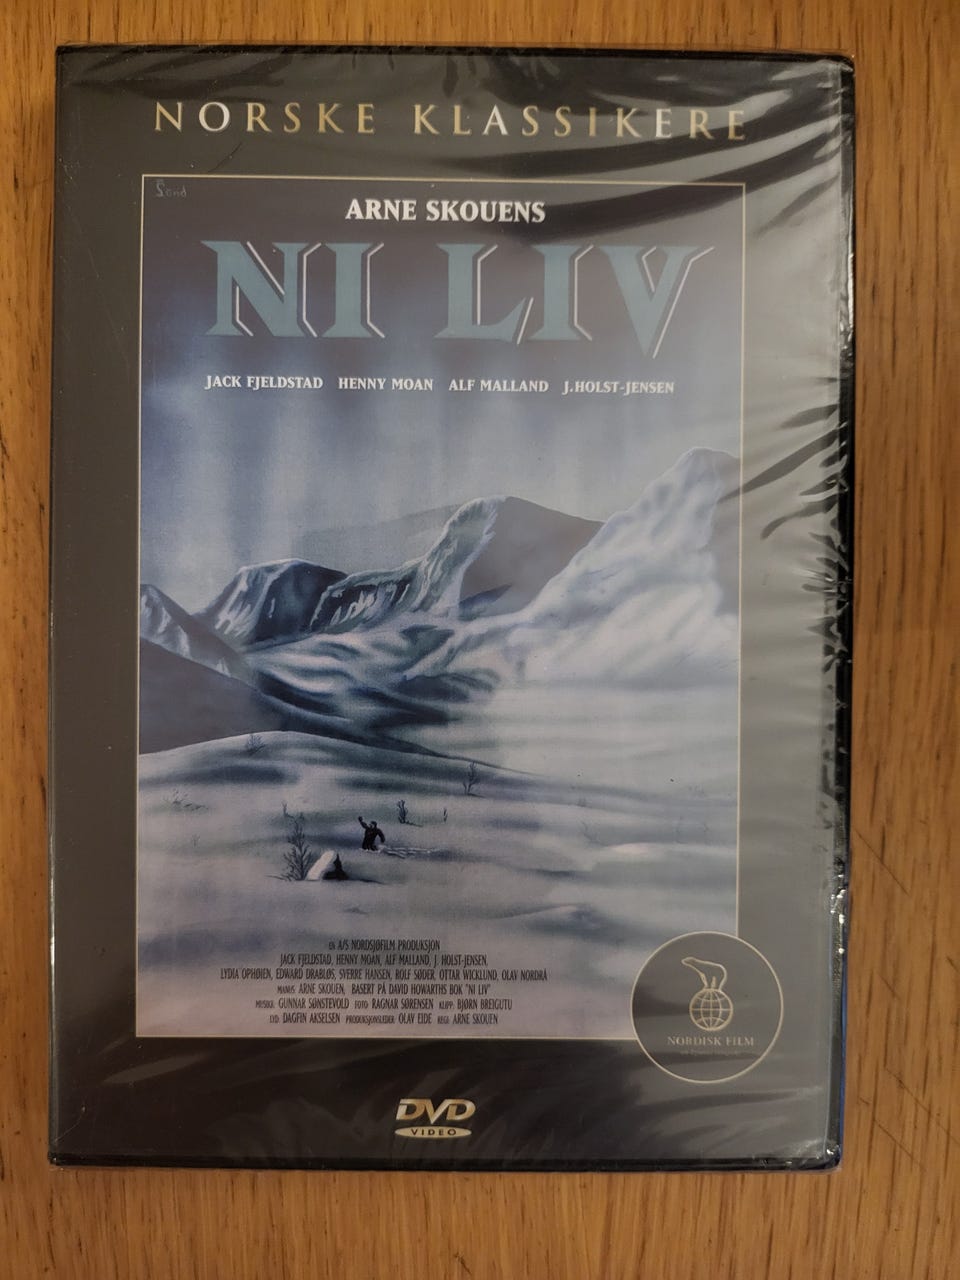 NORSKE KLASSIKERE
ARNE SKOUENS
NI LIV
JACK FJELDSTAD HENNY MOAN ALF MALLAND J.HOLST-JENSEN
EN A/S NORDSJØFILM PRODUKSJON
JACK FJELDSTAD, HENNY MOAN, ALF MALLAND, J. HOLST-JENSEN,
LYDIA OPHØIEN, EDWARD DRABLØS, SVERRE HANSEN, ROLF SØDER, OTTAR WICKLUND, OLAV NORDRÅ
MANUS: ARNE SKOUEN, BASERT PÅ DAVID HOWARTHS BOK "NI LIV"
MUSIKK: GUNNAR SØNSTEVOLD FOTO: RAGNAR SØRENSEN KLIPP: BJØRN BREIGUTU
LYD: DAGFIN AKSELSEN PRODUKSJONSLEDER: OLAV EIDE REGI: ARNE SKOUEN
NORDISK FILM
DVD
VIDEO